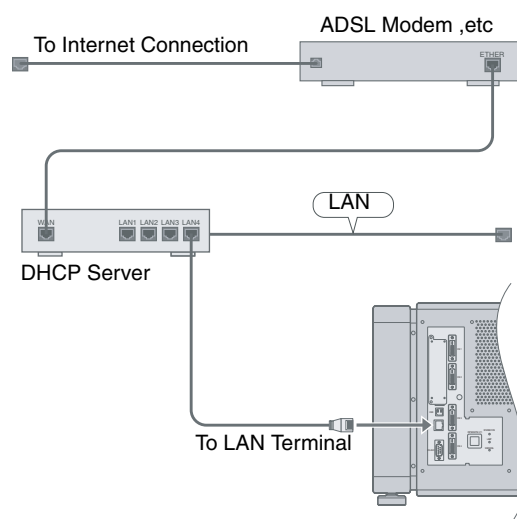 ADSL Modem ,etc
To Internet Connection
ETHER
LAN
WAN
LAN1 LAN2 LAN3 LAN4
DHCP Server
To LAN Terminal